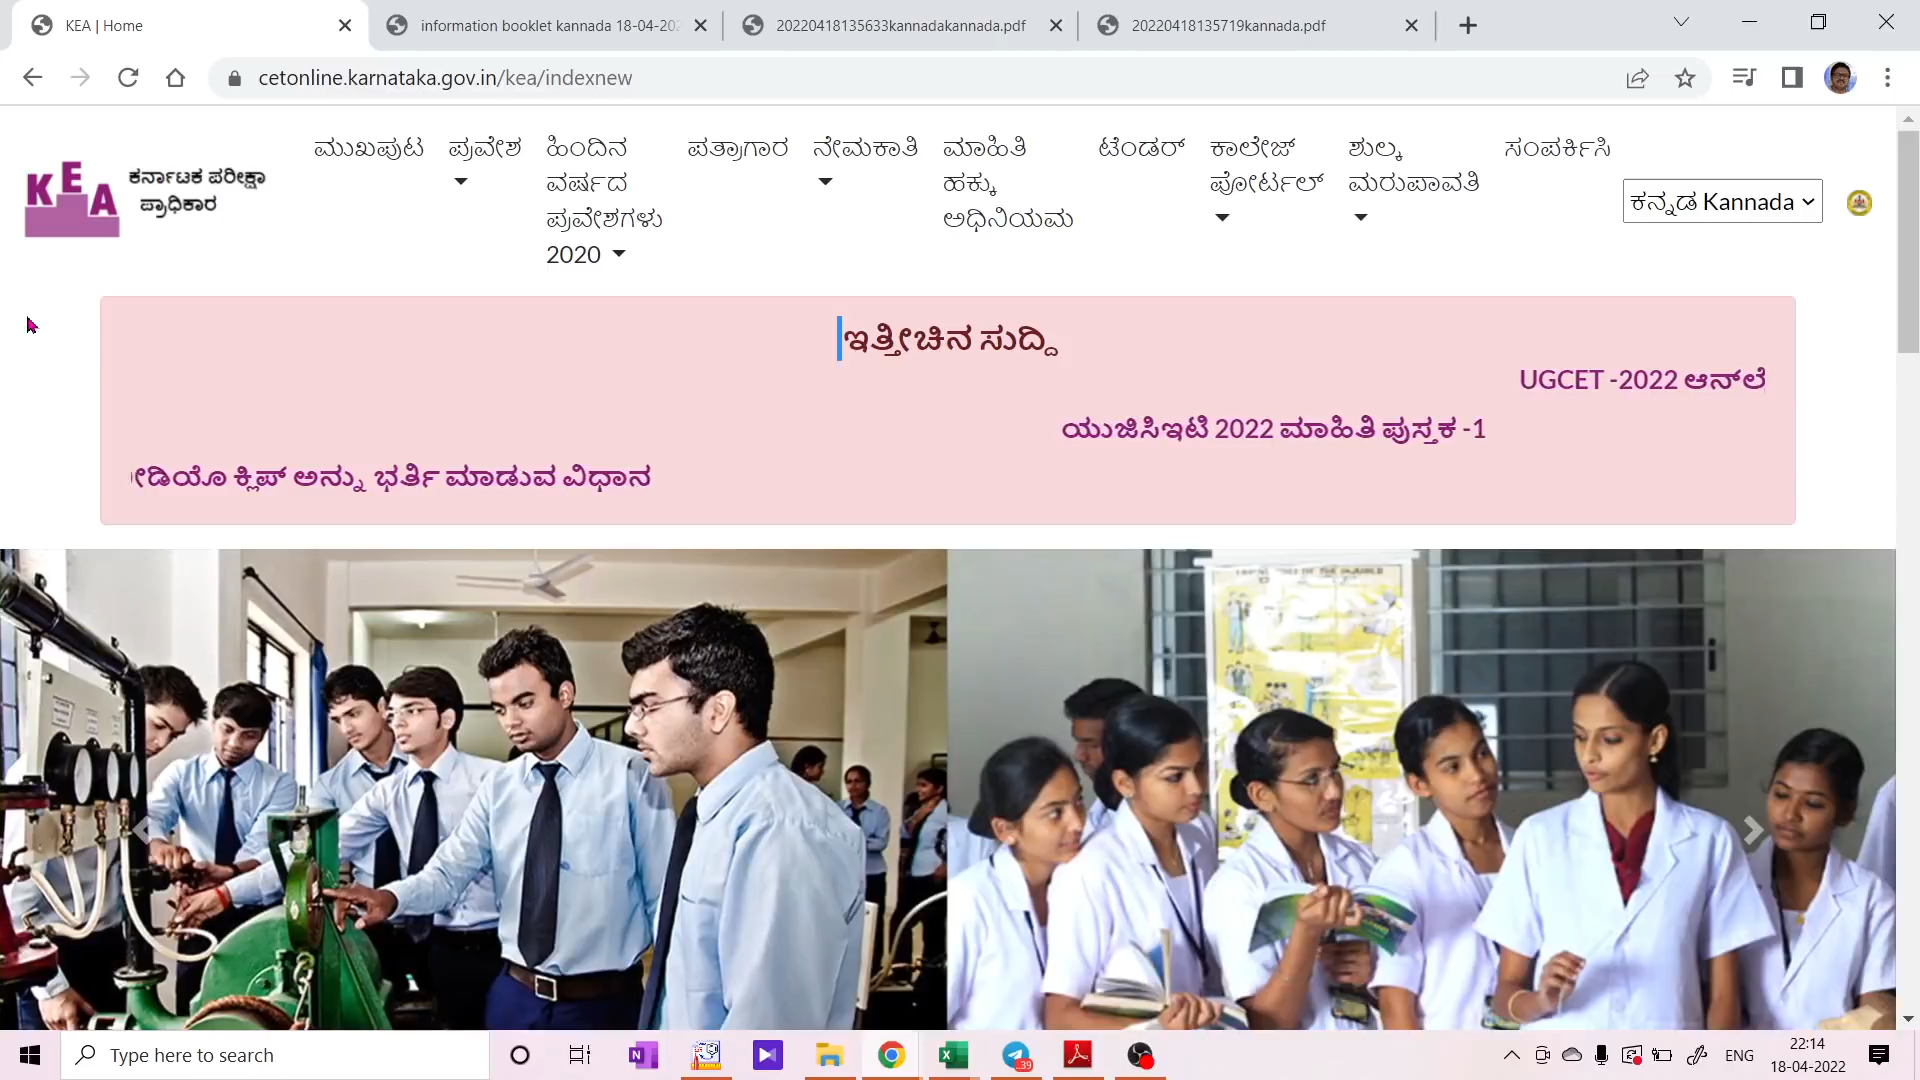 KEA | Home
information booklet kannada 18-04-202
20220418135633kannadakannada.pdf
20220418135719kannada.pdf
cetonline.karnataka.gov.in/kea/indexnew
KEA
ಕರ್ನಾಟಕ ಪರೀಕ್ಷಾ
ಪ್ರಾಧಿಕಾರ
ಮುಖಪುಟ
ಪ್ರವೇಶ
ಹಿಂದಿನ
ವರ್ಷದ
ಪ್ರವೇಶಗಳು
2020
ಪತ್ರಾಗಾರ
ನೇಮಕಾತಿ
ಮಾಹಿತಿ
ಹಕ್ಕು
ಅಧಿನಿಯಮ
ಟೆಂಡರ್
ಕಾಲೇಜ್
ಪೋರ್ಟಲ್
ಶುಲ್ಕ
ಮರುಪಾವತಿ
ಸಂಪರ್ಕಿಸಿ
ಕನ್ನಡ Kannada
ಇತ್ತೀಚಿನ ಸುದ್ದಿ
UGCET -2022 ಆನ್‌ಲೆ
ಯುಜಿಸಿಇಟಿ 2022 ಮಾಹಿತಿ ಪುಸ್ತಕ -1
ೀಡಿಯೊ ಕ್ಲಿಪ್ ಅನ್ನು ಭರ್ತಿ ಮಾಡುವ ವಿಧಾನ
Type here to search
39
ENG
22:14
18-04-2022